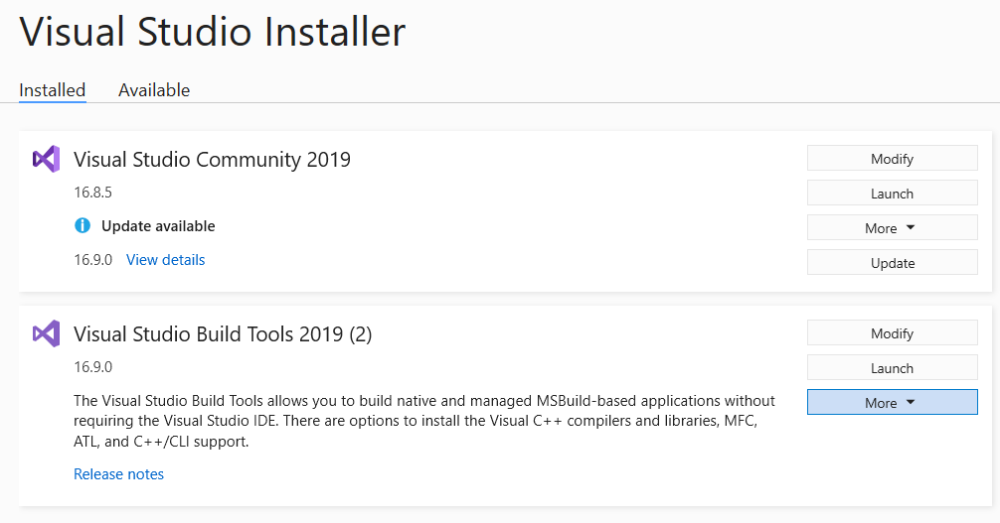 Visual Studio Installer
Installed Available
Visual Studio Community 2019
16.8.5
Update available
16.9.0 View details
Modify
Launch
More
Update
Visual Studio Build Tools 2019 (2)
16.9.0
The Visual Studio Build Tools allows you to build native and managed MSBuild-based applications without
requiring the Visual Studio IDE. There are options to install the Visual C++ compilers and libraries, MFC,
ATL, and C++/CLI support.
Release notes
Modify
Launch
More